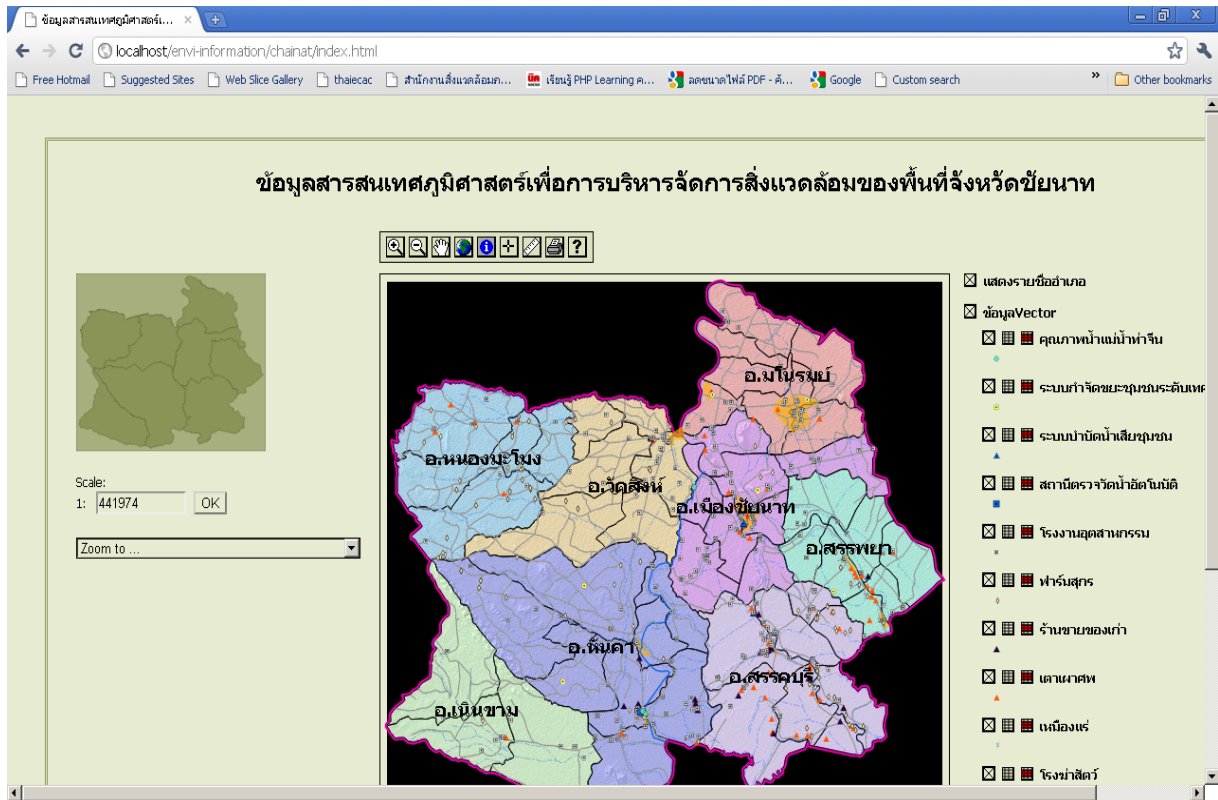 ข้อมูลสารสนเทศภูมิศาสตร์เ...
localhost/envi-information/chainat/index.html
Free Hotmail Suggested Sites Web Slice Gallery thaiecac สำนักงานสิ่งแวดล้อมภ... เรียนรู้ PHP Learning ค... ลดขนาดไฟล์ PDF - ค้... Google Custom search » Other bookmarks
ข้อมูลสารสนเทศภูมิศาสตร์เพื่อการบริหารจัดการสิ่งแวดล้อมของพื้นที่จังหวัดชัยนาท
Scale:
1: 441974 OK
Zoom to ...
อ.มโนรมย์
อ.หนองมะโมง
อ.วัดสิงห์
อ.เมืองชัยนาท
อ.สรรพยา
อ.หันคา
อ.สรรคบุรี
อ.เนินขาม
แสดงรายชื่ออำเภอ
ข้อมูลVector
คุณภาพน้ำแม่น้ำท่าจีน
ระบบกำจัดขยะชุมชนระดับเทศ
ระบบบำบัดน้ำเสียชุมชน
สถานีตรวจวัดน้ำอัตโนมัติ
โรงงานอุตสาหกรรม
ฟาร์มสุกร
ร้านขายของเก่า
เตาเผาศพ
เหมืองแร่
โรงฆ่าสัตว์